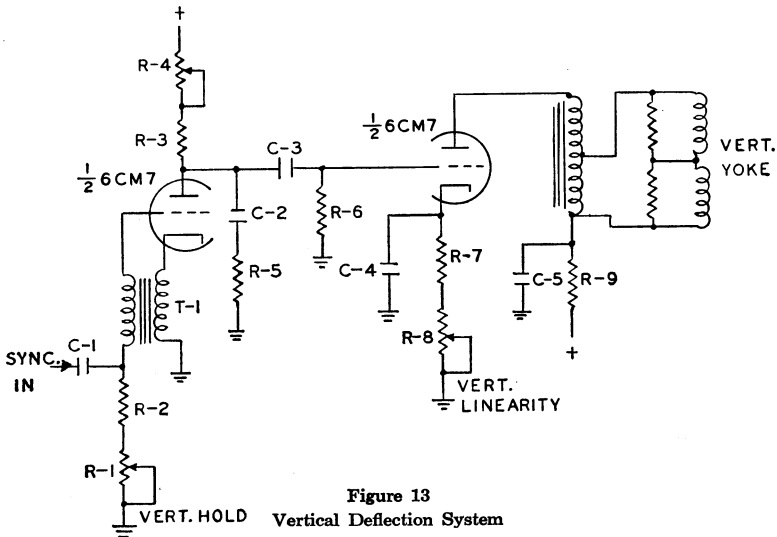 +
R-4
R-3
½ 6CM7
C-3
½ 6CM7
VERT.
YOKE
C-2
R-6
R-5
T-1
C-4
R-7
C-5
R-9
C-1
SYNC.
IN
R-8
+
R-2
VERT.
LINEARITY
R-1
VERT. HOLD
Figure 13
Vertical Deflection System